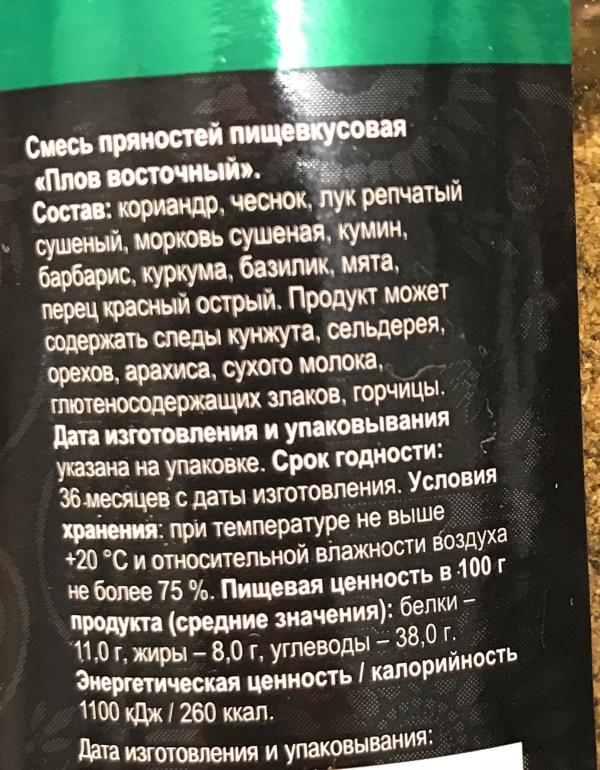 Смесь пряностей пищевкусовая
«Плов восточный».
Состав: кориандр, чеснок, лук репчатый
сушеный, морковь сушеная, кумин,
барбарис, куркума, базилик, мята,
перец красный острый. Продукт может
содержать следы кунжута, сельдерея,
орехов, арахиса, сухого молока,
глютеносодержащих злаков, горчицы.
Дата изготовления и упаковывания
указана на упаковке. Срок годности:
36 месяцев с даты изготовления. Условия
хранения: при температуре не выше
+20 °С и относительной влажности воздуха
не более 75 %. Пищевая ценность в 100 г
продукта (средние значения): белки –
11,0 г, жиры – 8,0 г, углеводы – 38,0 г.
Энергетическая ценность / калорийность
1100 кДж / 260 ккал.
Дата изготовления и упаковывания: